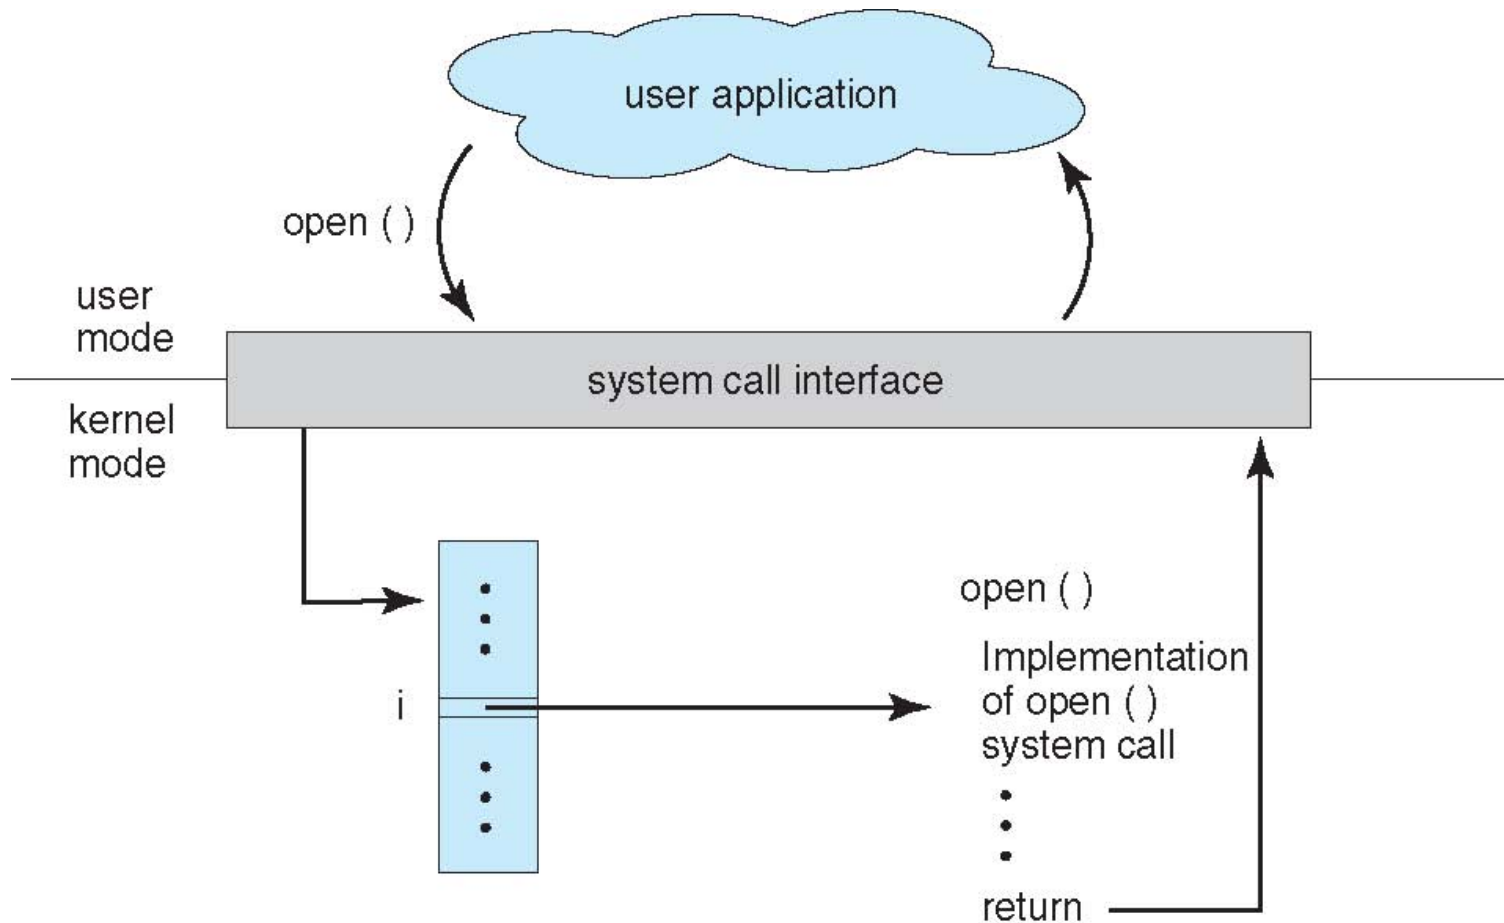 user application
open ( )
user
mode
system call interface
kernel
mode
open ( )
i
Implementation
of open ( )
system call
return